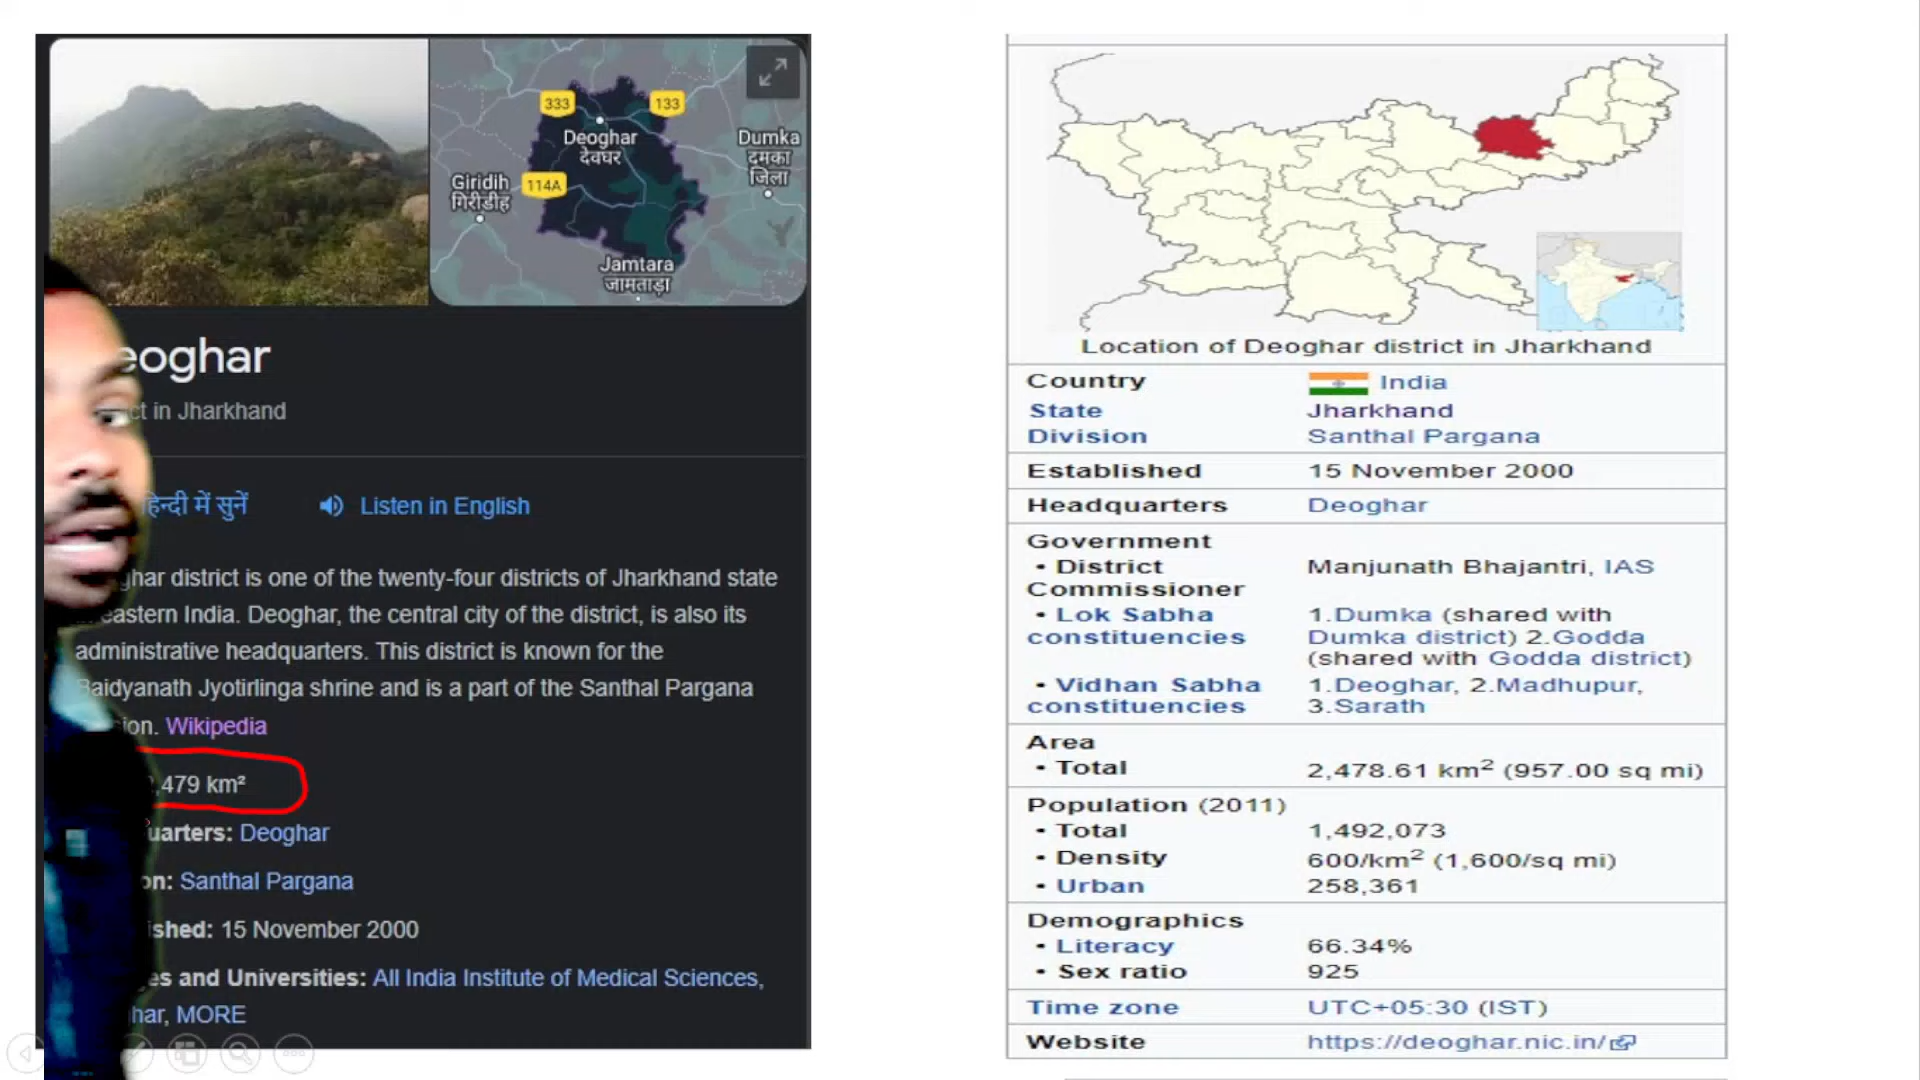 333
133
Deoghar
देवघर
Dumka
दुमका
जिला
Giridih
गिरीडीह
114A
Jamtara
जामताड़ा
eoghar
ct in Jharkhand
हिन्दी में सुनें
Listen in English
ghar district is one of the twenty-four districts of Jharkhand state
eastern India. Deoghar, the central city of the district, is also its
administrative headquarters. This district is known for the
Baidyanath Jyotirlinga shrine and is a part of the Santhal Pargana
ion. Wikipedia
,479 km²
uarters: Deoghar
on: Santhal Pargana
ished: 15 November 2000
es and Universities: All India Institute of Medical Sciences,
har, MORE
Location of Deoghar district in Jharkhand
Country India
State Jharkhand
Division Santhal Pargana
Established 15 November 2000
Headquarters Deoghar
Government
• District Manjunath Bhajantri, IAS
Commissioner
• Lok Sabha 1.Dumka (shared with
constituencies Dumka district) 2.Godda
(shared with Godda district)
• Vidhan Sabha 1.Deoghar, 2.Madhupur,
constituencies 3.Sarath
Area
• Total 2,478.61 km² (957.00 sq mi)
Population (2011)
• Total 1,492,073
• Density 600/km² (1,600/sq mi)
• Urban 258,361
Demographics
• Literacy 66.34%
• Sex ratio 925
Time zone UTC+05:30 (IST)
Website https://deoghar.nic.in/